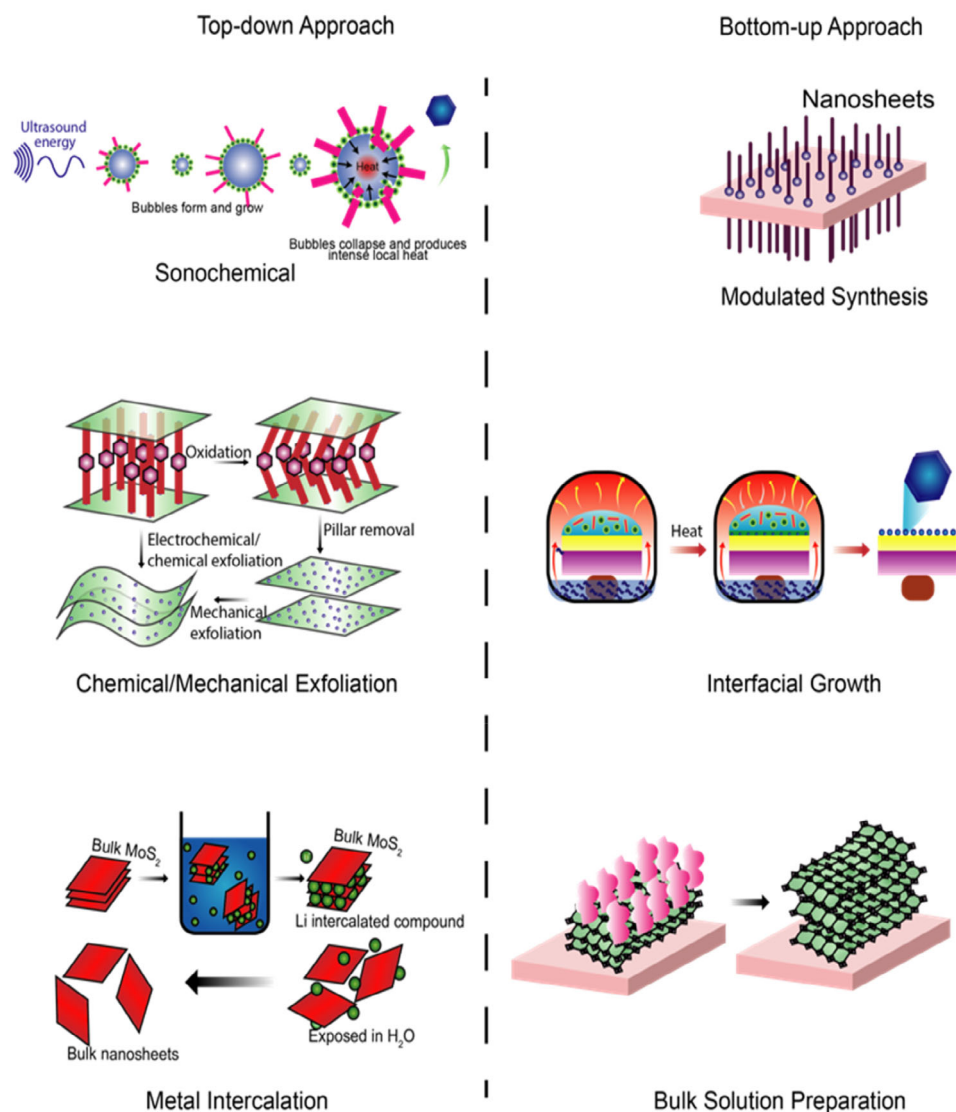 Top-down Approach
Bottom-up Approach
Ultrasound
energy
Heat
Bubbles form and grow
Bubbles collapse and produces
intense local heat
Sonochemical
Nanosheets
Modulated Synthesis
Oxidation
Electrochemical/
chemical exfoliation
Pillar removal
Mechanical
exfoliation
Chemical/Mechanical Exfoliation
Heat
Interfacial Growth
Bulk MoS₂
Bulk MoS₂
Li intercalated compound
Bulk nanosheets
Exposed in H₂O
Metal Intercalation
Bulk Solution Preparation